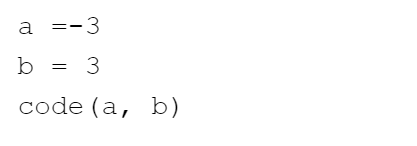 a =-3
b = 3
code(a, b)